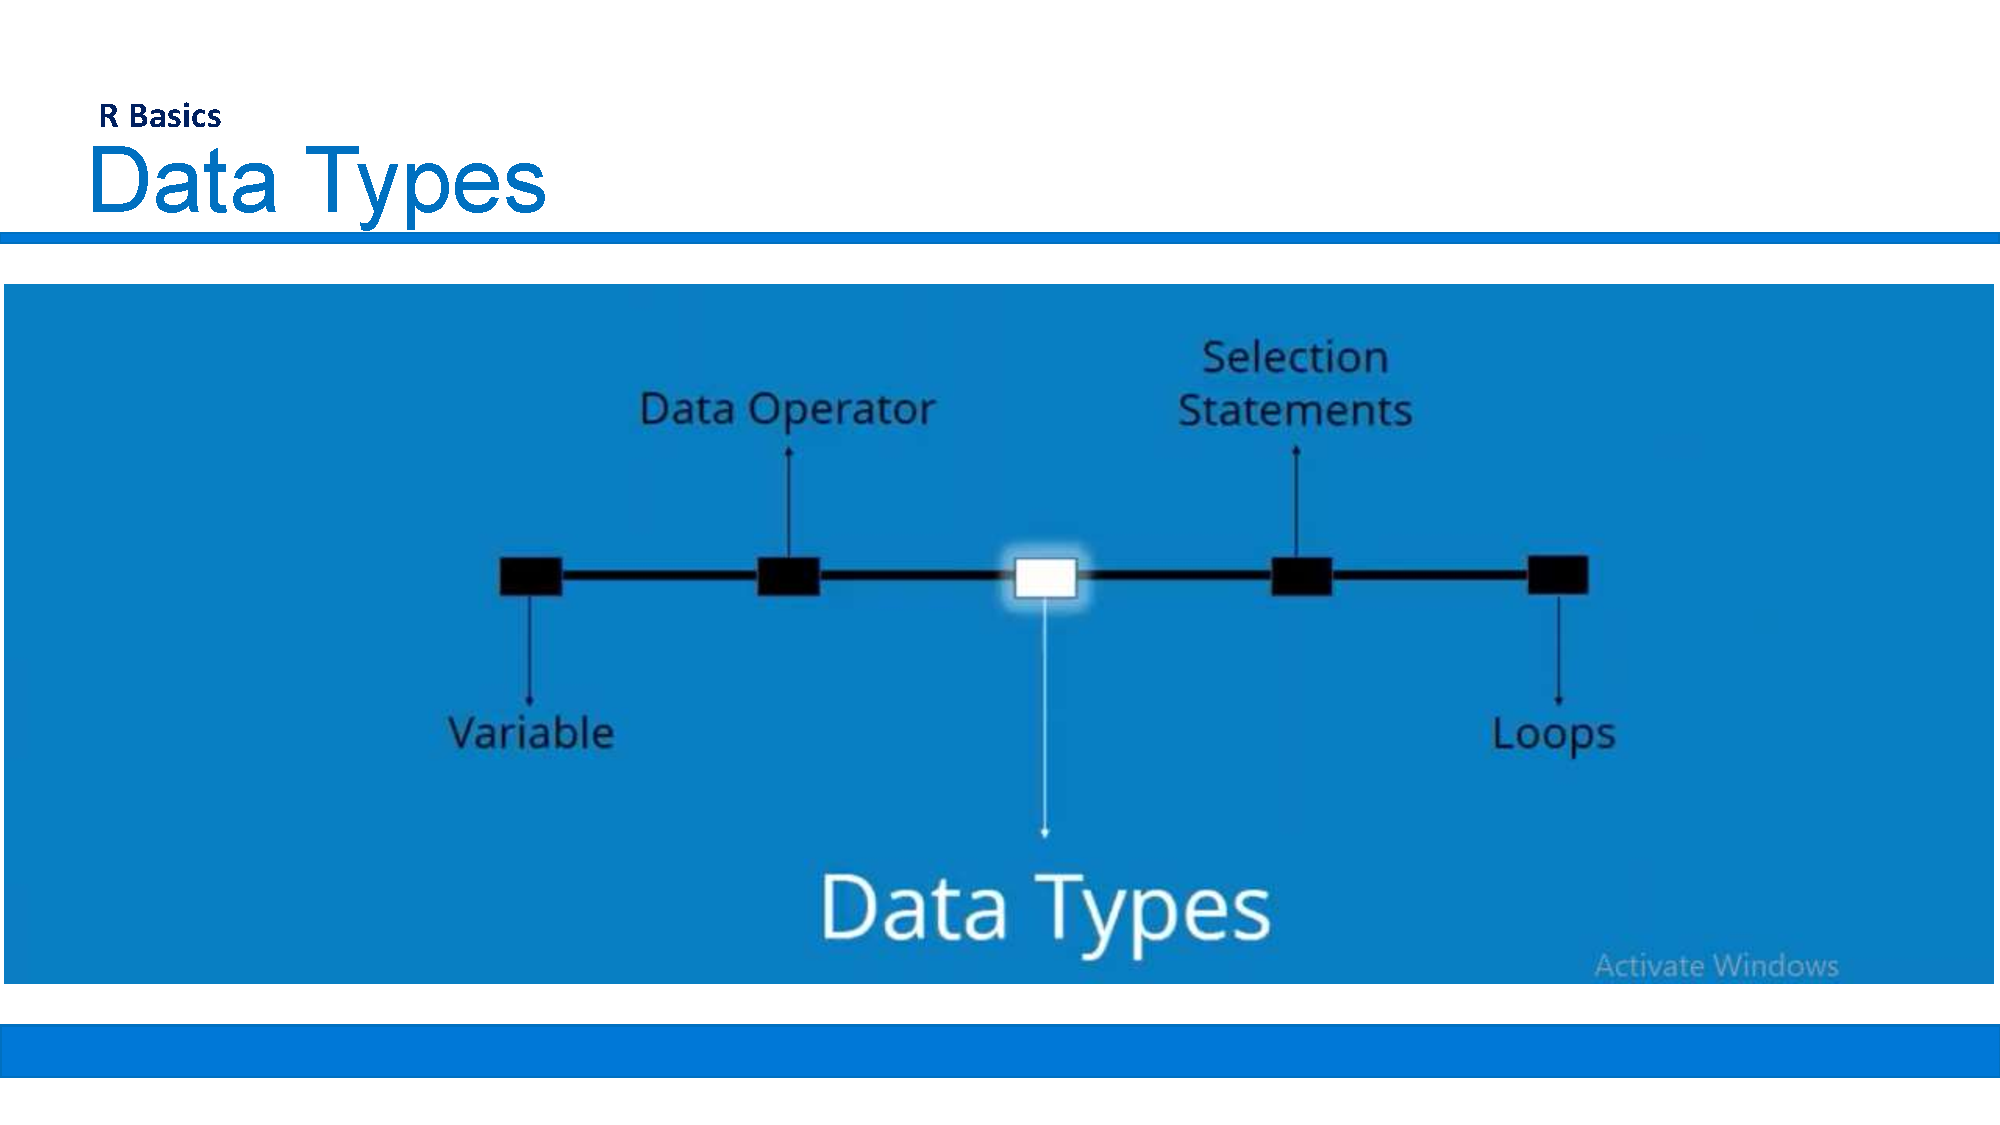 R Basics
Data Types
Selection
Statements
Data Operator
Variable
Loops
Data Types
Activate Windows